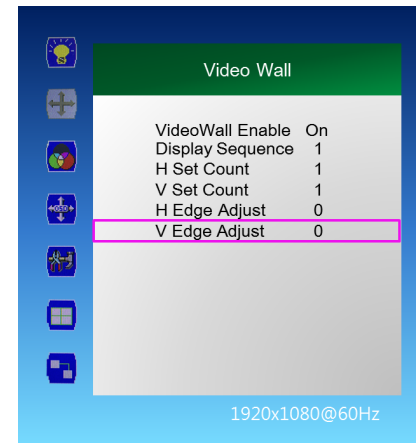 Video Wall
VideoWall Enable On
Display Sequence 1
H Set Count 1
V Set Count 1
H Edge Adjust 0
V Edge Adjust 0
OSD
1920x1080@60Hz